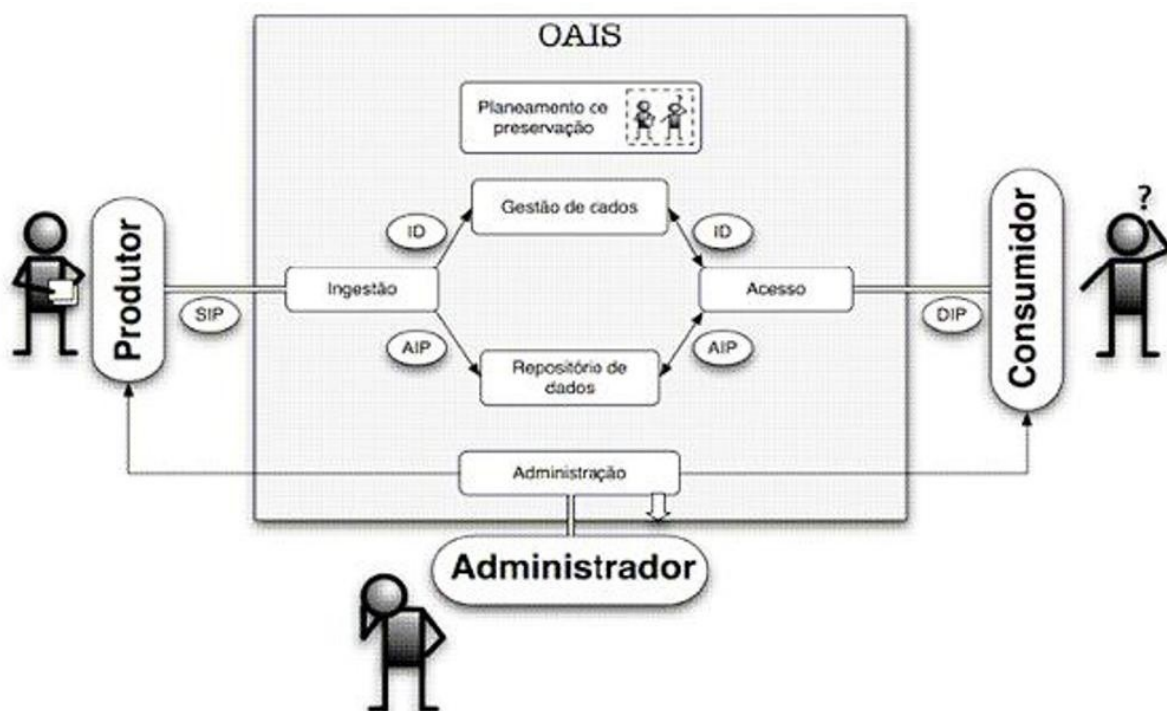 OAIS
Planeamento ce
preservação
Gestão de cados
ID
ID
Produtor
Ingestão
Acesso
Consumidor
?
SIP
DIP
AIP
AIP
Repositório de
dados
Administração
Administrador